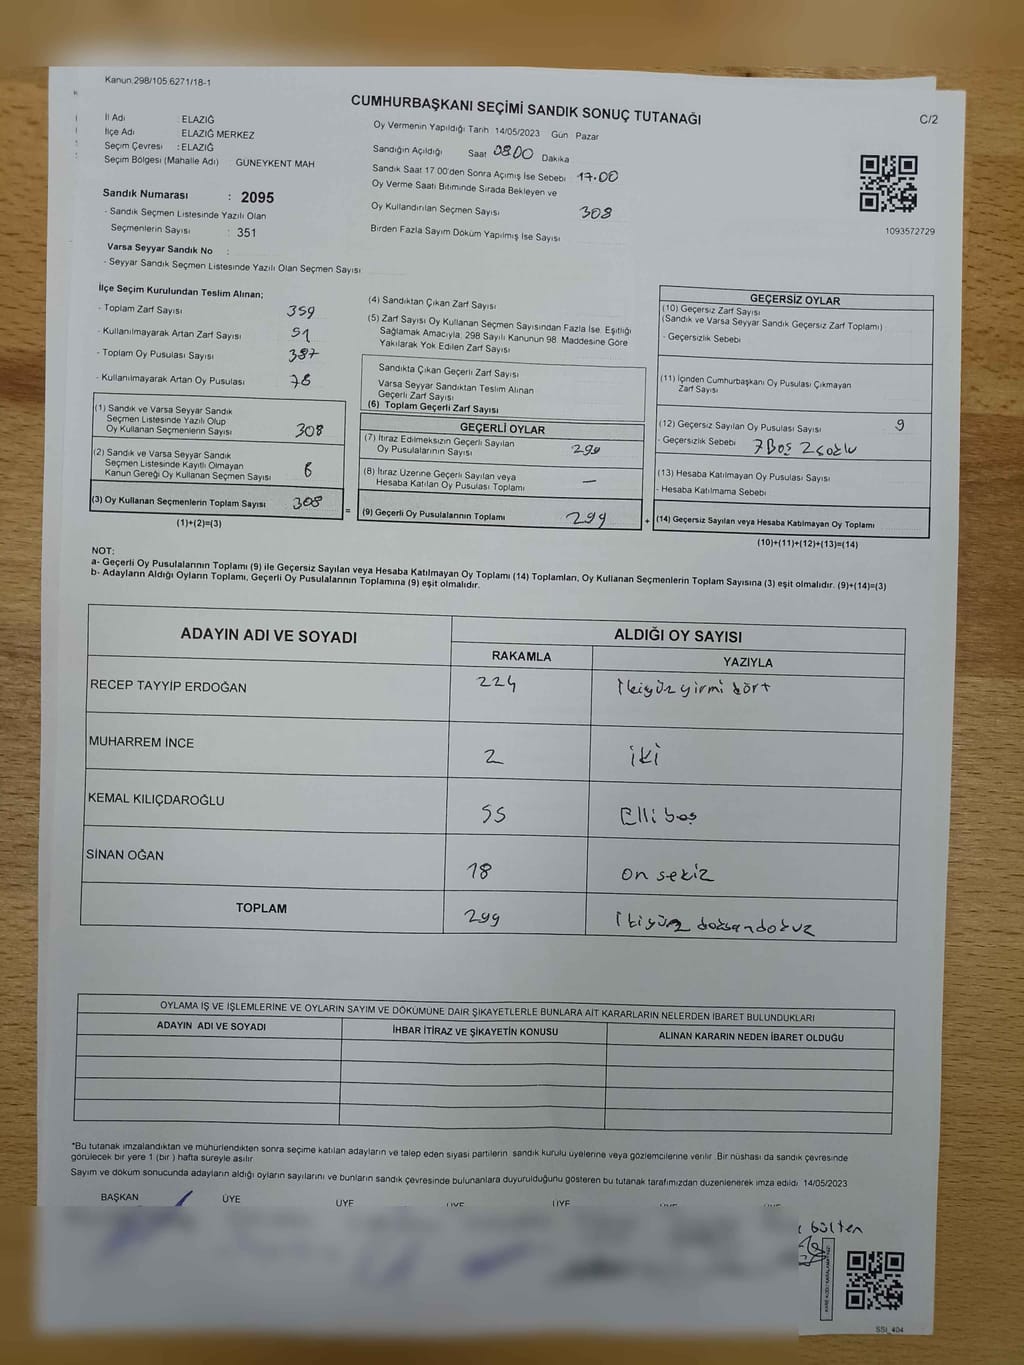 Kanun.298/105.6271/18-1
CUMHURBAŞKANI SEÇİMİ SANDIK SONUÇ TUTANAĞI
C/2
İl Adı : ELAZIĞ
İlçe Adı : ELAZIĞ MERKEZ
Seçim Çevresi : ELAZIĞ
Seçim Bölgesi (Mahalle Adı) : GÜNEYKENT MAH
Sandık Numarası : 2095
- Sandık Seçmen Listesinde Yazılı Olan
Seçmenlerin Sayısı : 351
Varsa Seyyar Sandık No :
- Seyyar Sandık Seçmen Listesinde Yazılı Olan Seçmen Sayısı
Oy Vermenin Yapıldığı Tarih 14/05/2023 Gün Pazar
Sandığın Açıldığı Saat 08.00 Dakika
Sandık Saat 17 00'den Sonra Açımış İse Sebebi 17.00
Oy Verme Saati Bitiminde Sırada Bekleyen ve
Oy Kullandırılan Seçmen Sayısı 308
Birden Fazla Sayım Döküm Yapılmış İse Sayısı
1093572729
İlçe Seçim Kurulundan Teslim Alınan;
- Toplam Zarf Sayısı 359
- Kullanılmayarak Artan Zarf Sayısı 51
- Toplam Oy Pusulası Sayısı 387
- Kullanılmayarak Artan Oy Pusulası 78
(1) Sandık ve Varsa Seyyar Sandık
Seçmen Listesinde Yazılı Olup
Oy Kullanan Seçmenlerin Sayısı 308
(2) Sandık ve Varsa Seyyar Sandık
Seçmen Listesinde Kayıtlı Olmayan
Kanun Gereği Oy Kullanan Seçmen Sayısı
(3) Oy Kullanan Seçmenlerin Toplam Sayısı 308
(1)+(2)=(3)
=
(4) Sandıktan Çıkan Zarf Sayısı
(5) Zarf Sayısı Oy Kullanan Seçmen Sayısından Fazla İse, Eşitliği
Sağlamak Amacıyla, 298 Sayılı Kanunun 98. Maddesine Göre
Yakılarak Yok Edilen Zarf Sayısı
Sandıkta Çıkan Geçerli Zarf Sayısı
Varsa Seyyar Sandıktan Teslim Alınan
Geçerli Zarf Sayısı
(6) Toplam Geçerli Zarf Sayısı
GEÇERLİ OYLAR
(7) İtiraz Edilmeksizin Geçerli Sayılan
Oy Pusulalarının Sayısı 299
(8) İtiraz Üzerine Geçerli Sayılan veya
Hesaba Katılan Oy Pusulası Toplamı —
(9) Geçerli Oy Pusulalarının Toplamı 299
+
GEÇERSİZ OYLAR
(10) Geçersiz Zarf Sayısı
(Sandık ve Varsa Seyyar Sandık Geçersiz Zarf Toplamı)
- Geçersizlik Sebebi
(11) İçinden Cumhurbaşkanı Oy Pusulası Çıkmayan
Zarf Sayısı
(12) Geçersiz Sayılan Oy Pusulası Sayısı 9
- Geçersizlik Sebebi 7 Boş 2
(13) Hesaba Katılmayan Oy Pusulası Sayısı
- Hesaba Katılmama Sebebi
(14) Geçersiz Sayılan veya Hesaba Katılmayan Oy Toplamı
(10)+(11)+(12)+(13)=(14)
NOT:
a- Geçerli Oy Pusulalarının Toplamı (9) ile Geçersiz Sayılan veya Hesaba Katılmayan Oy Toplamı (14) Toplamları, Oy Kullanan Seçmenlerin Toplam Sayısına (3) eşit olmalıdır. (9)+(14)=(3)
b- Adayların Aldığı Oyların Toplamı, Geçerli Oy Pusulalarının Toplamına (9) eşit olmalıdır.
ADAYIN ADI VE SOYADI
ALDIĞI OY SAYISI
RAKAMLA YAZIYLA
RECEP TAYYİP ERDOĞAN 224 İkiyüzyirmi dört
MUHARREM İNCE 2 iki
KEMAL KILIÇDAROĞLU 55 Elli beş
SİNAN OĞAN 18 on sekiz
TOPLAM 299 İkiyüz doksandokuz
OYLAMA İŞ VE İŞLEMLERİNE VE OYLARIN SAYIM VE DÖKÜMÜNE DAİR ŞİKAYETLERLE BUNLARA AİT KARARLARIN NELERDEN İBARET BULUNDUKLARI
ADAYIN ADI VE SOYADI İHBAR İTİRAZ VE ŞİKAYETİN KONUSU ALINAN KARARIN NEDEN İBARET OLDUĞU
*Bu tutanak imzalandıktan ve mühürlendikten sonra seçime katılan adayların ve talep eden siyasi partilerin sandık kurulu üyelerine veya gözlemcilerine verilir. Bir nüshası da sandık çevresinde
görülecek bir yere 1 (bir) hafta süreyle asılır.
Sayım ve döküm sonucunda adayların aldığı oyların sayılarını ve bunların sandık çevresinde bulunanlara duyurulduğunu gösteren bu tutanak tarafımızdan düzenlenerek imza edildi. 14/05/2023
BAŞKAN ÜYE ÜYE ÜYE ÜYE
bülten
SSI_404